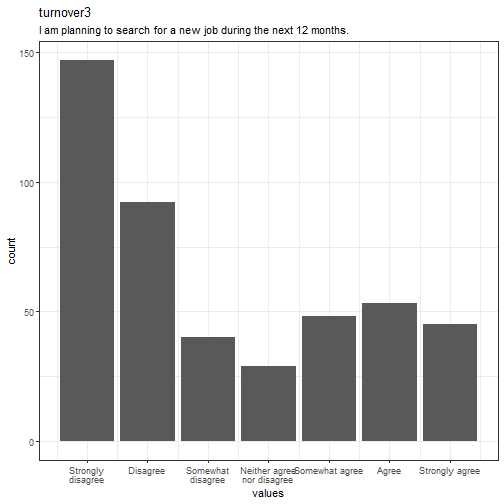 turnover3
I am planning to search for a new job during the next 12 months.
150
100
50
0
count
Strongly disagree
Disagree
Somewhat disagree
Neither agree nor disagree
Somewhat agree
Agree
Strongly agree
values